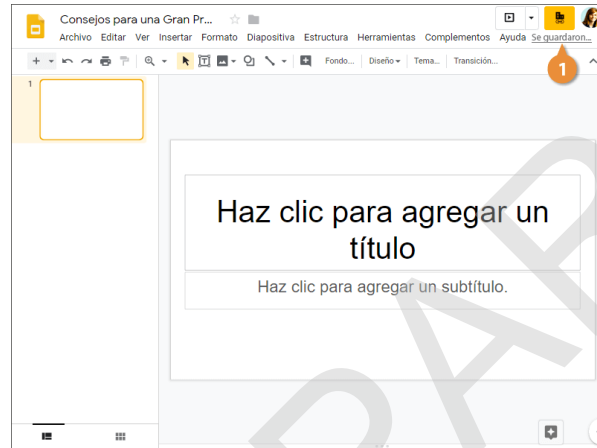 Consejos para una Gran Pr...
Archivo Editar Ver Insertar Formato Diapositiva Estructura Herramientas Complementos Ayuda Se guardaron...
Fondo... Diseño Tema... Transición...
1
1
Haz clic para agregar un
título
Haz clic para agregar un subtítulo.